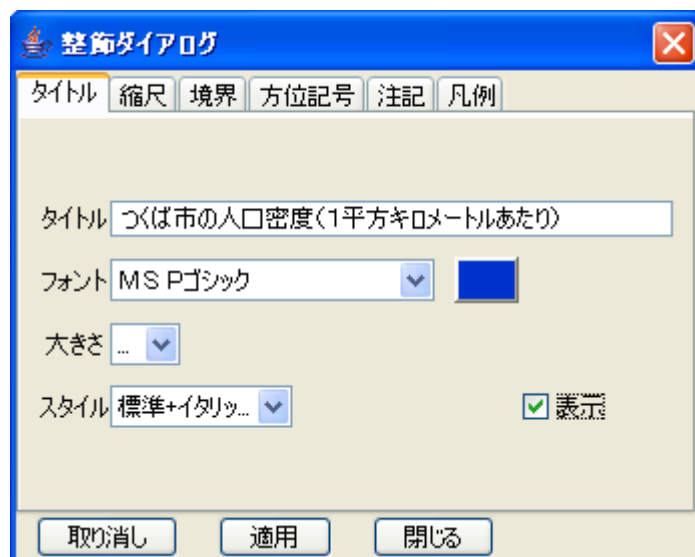 整飾ダイアログ
タイトル 縮尺 境界 方位記号 注記 凡例
タイトル つくば市の人口密度(1平方キロメートルあたり)
フォント MS Pゴシック
大きさ ...
スタイル 標準+イタリッ... 表示
取り消し 適用 閉じる